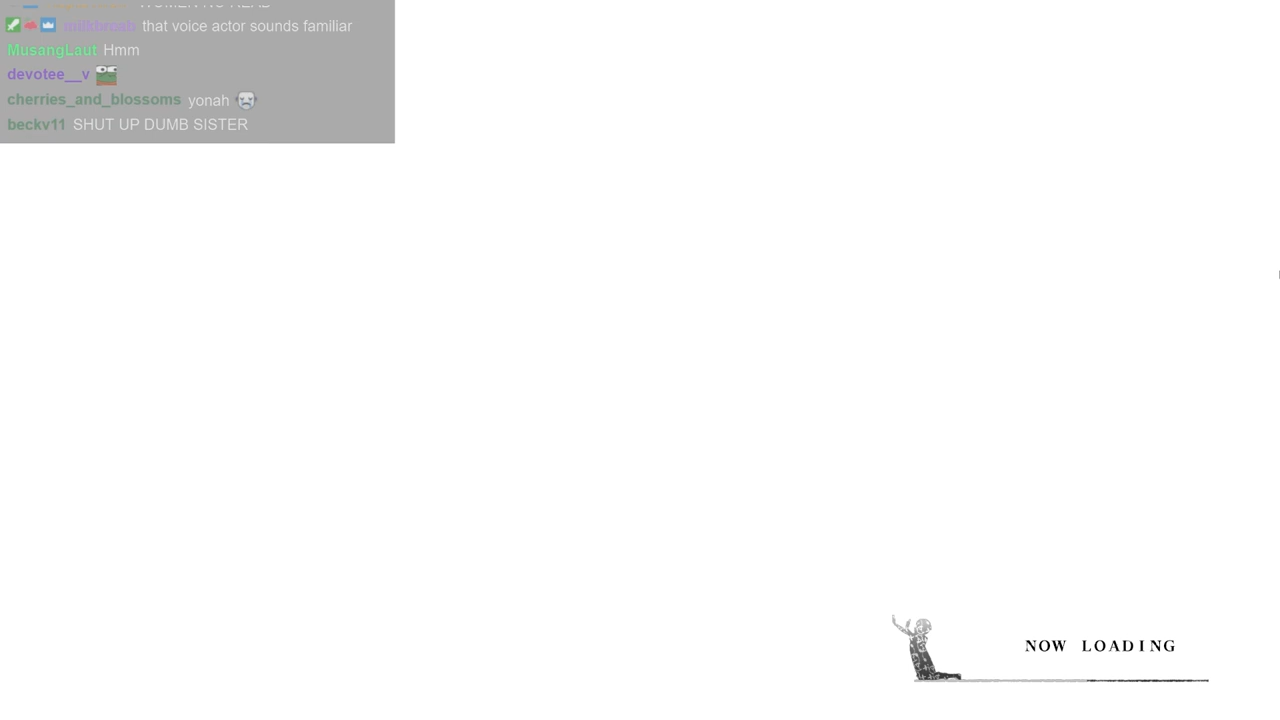 that voice actor sounds familiar
MusangLaut Hmm
devotee__v
cherries_and_blossoms yonah
beckv11 SHUT UP DUMB SISTER
NOW LOADING